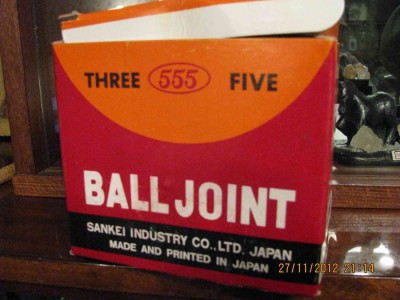 THREE 555 FIVE
BALL JOINT
SANKEI INDUSTRY CO., LTD. JAPAN
MADE AND PRINTED IN JAPAN
27/11/2012 21:14